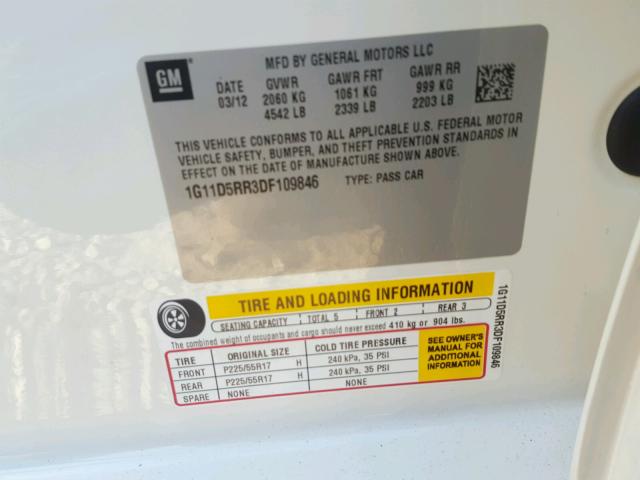 GM
MFD BY GENERAL MOTORS LLC
DATE GVWR GAWR FRT GAWR RR
03/12 2060 KG 1061 KG 999 KG
4542 LB 2339 LB 2203 LB
THIS VEHICLE CONFORMS TO ALL APPLICABLE U.S. FEDERAL MOTOR
VEHICLE SAFETY, BUMPER, AND THEFT PREVENTION STANDARDS IN
EFFECT ON THE DATE OF MANUFACTURE SHOWN ABOVE.
1G11D5RR3DF109846 TYPE: PASS CAR
TIRE AND LOADING INFORMATION
SEATING CAPACITY TOTAL 5 FRONT 2 REAR 3
The combined weight of occupants and cargo should never exceed 410 kg or 904 lbs.
TIRE ORIGINAL SIZE COLD TIRE PRESSURE
FRONT P225/55R17 H 240 kPa, 35 PSI
REAR P225/55R17 H 240 kPa, 35 PSI
SPARE NONE NONE
SEE OWNER'S
MANUAL FOR
ADDITIONAL
INFORMATION
1G11D5RR3DF109846